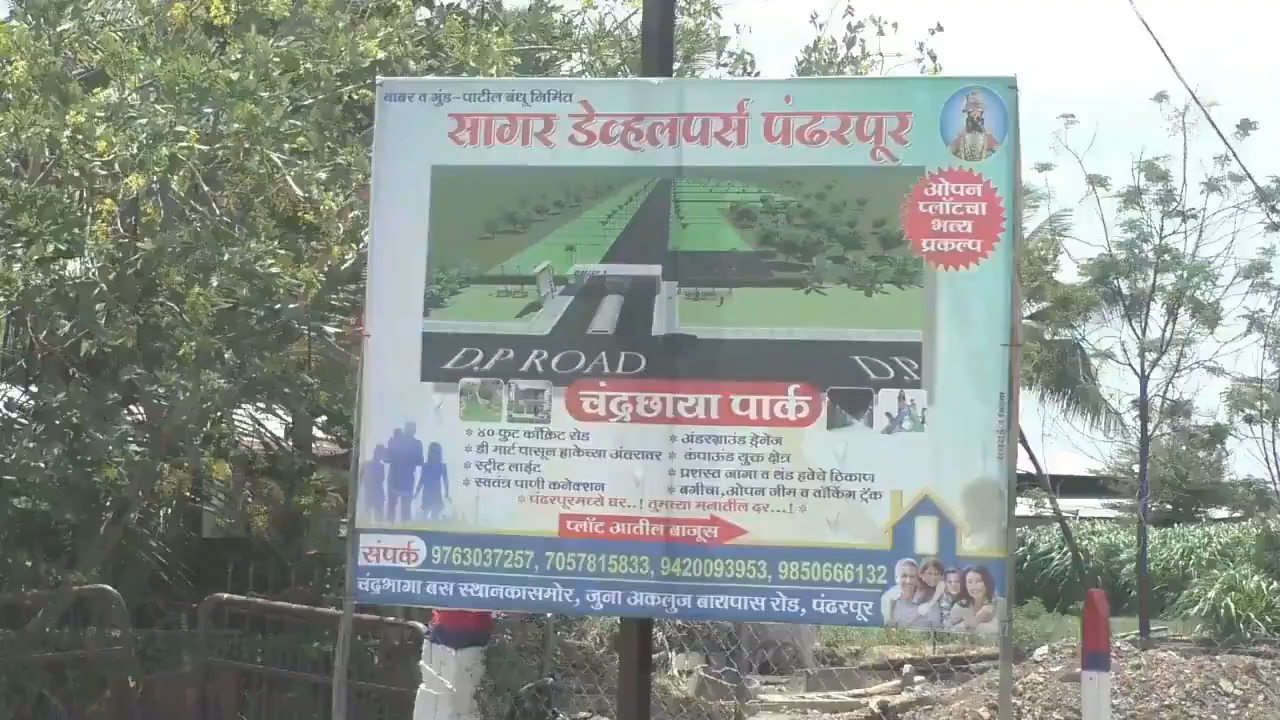 बाबर व मुंड-पाटील बंधू निर्मित
सागर डेव्हलपर्स पंढरपूर
ओपन
प्लॉटचा
भव्य
प्रकल्प
D.P ROAD
DP
चंद्रछाया पार्क
* ४० फुट काँक्रिट रोड
* डी मार्ट पासून हाकेच्या अंतरावर
* स्ट्रीट लाईट
* स्वतंत्र पाणी कनेक्शन
* अंडरग्राउंड ड्रेनेज
* कंपाऊंड युक्त क्षेत्र
* प्रशस्त जागा व थंड हवेचे ठिकाण
* बगीचा,ओपन जीम व वॉकिंग ट्रॅक
* पंढरपूरमध्ये घर..! तुमच्या मनातील दर...! *
प्लॉट आतील बाजूस
संपर्क 9763037257, 7057815833, 9420093953, 9850666132
चंद्रभागा बस स्थानकासमोर, जुना अकलुज बायपास रोड, पंढरपूर